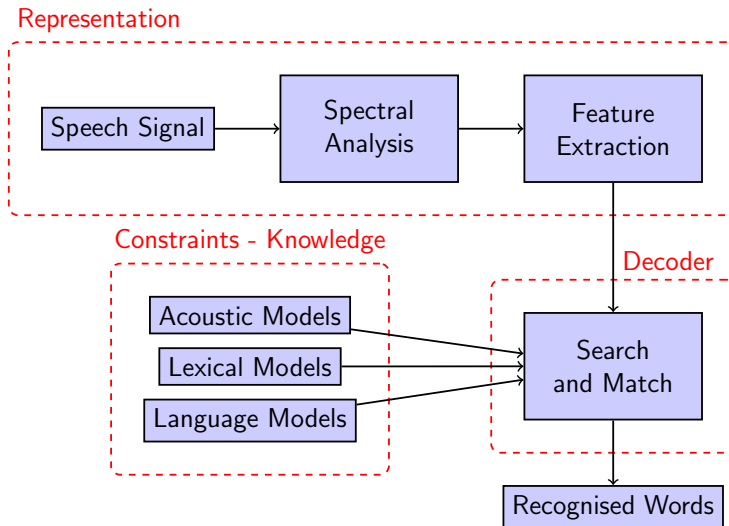 Representation
Speech Signal
Spectral
Analysis
Feature
Extraction
Constraints - Knowledge
Decoder
Acoustic Models
Lexical Models
Language Models
Search
and Match
Recognised Words